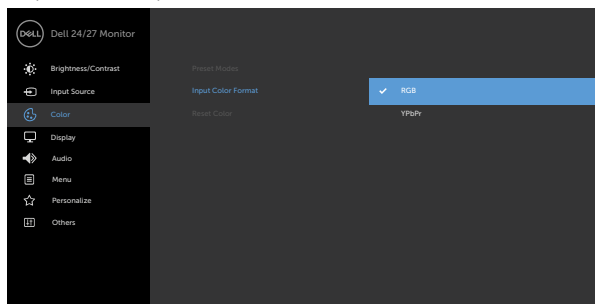 DELL Dell 24/27 Monitor
Brightness/Contrast
Input Source
Color
Display
Audio
Menu
Personalize
Others
Preset Modes
Input Color Format
Reset Color
RGB
YPbPr